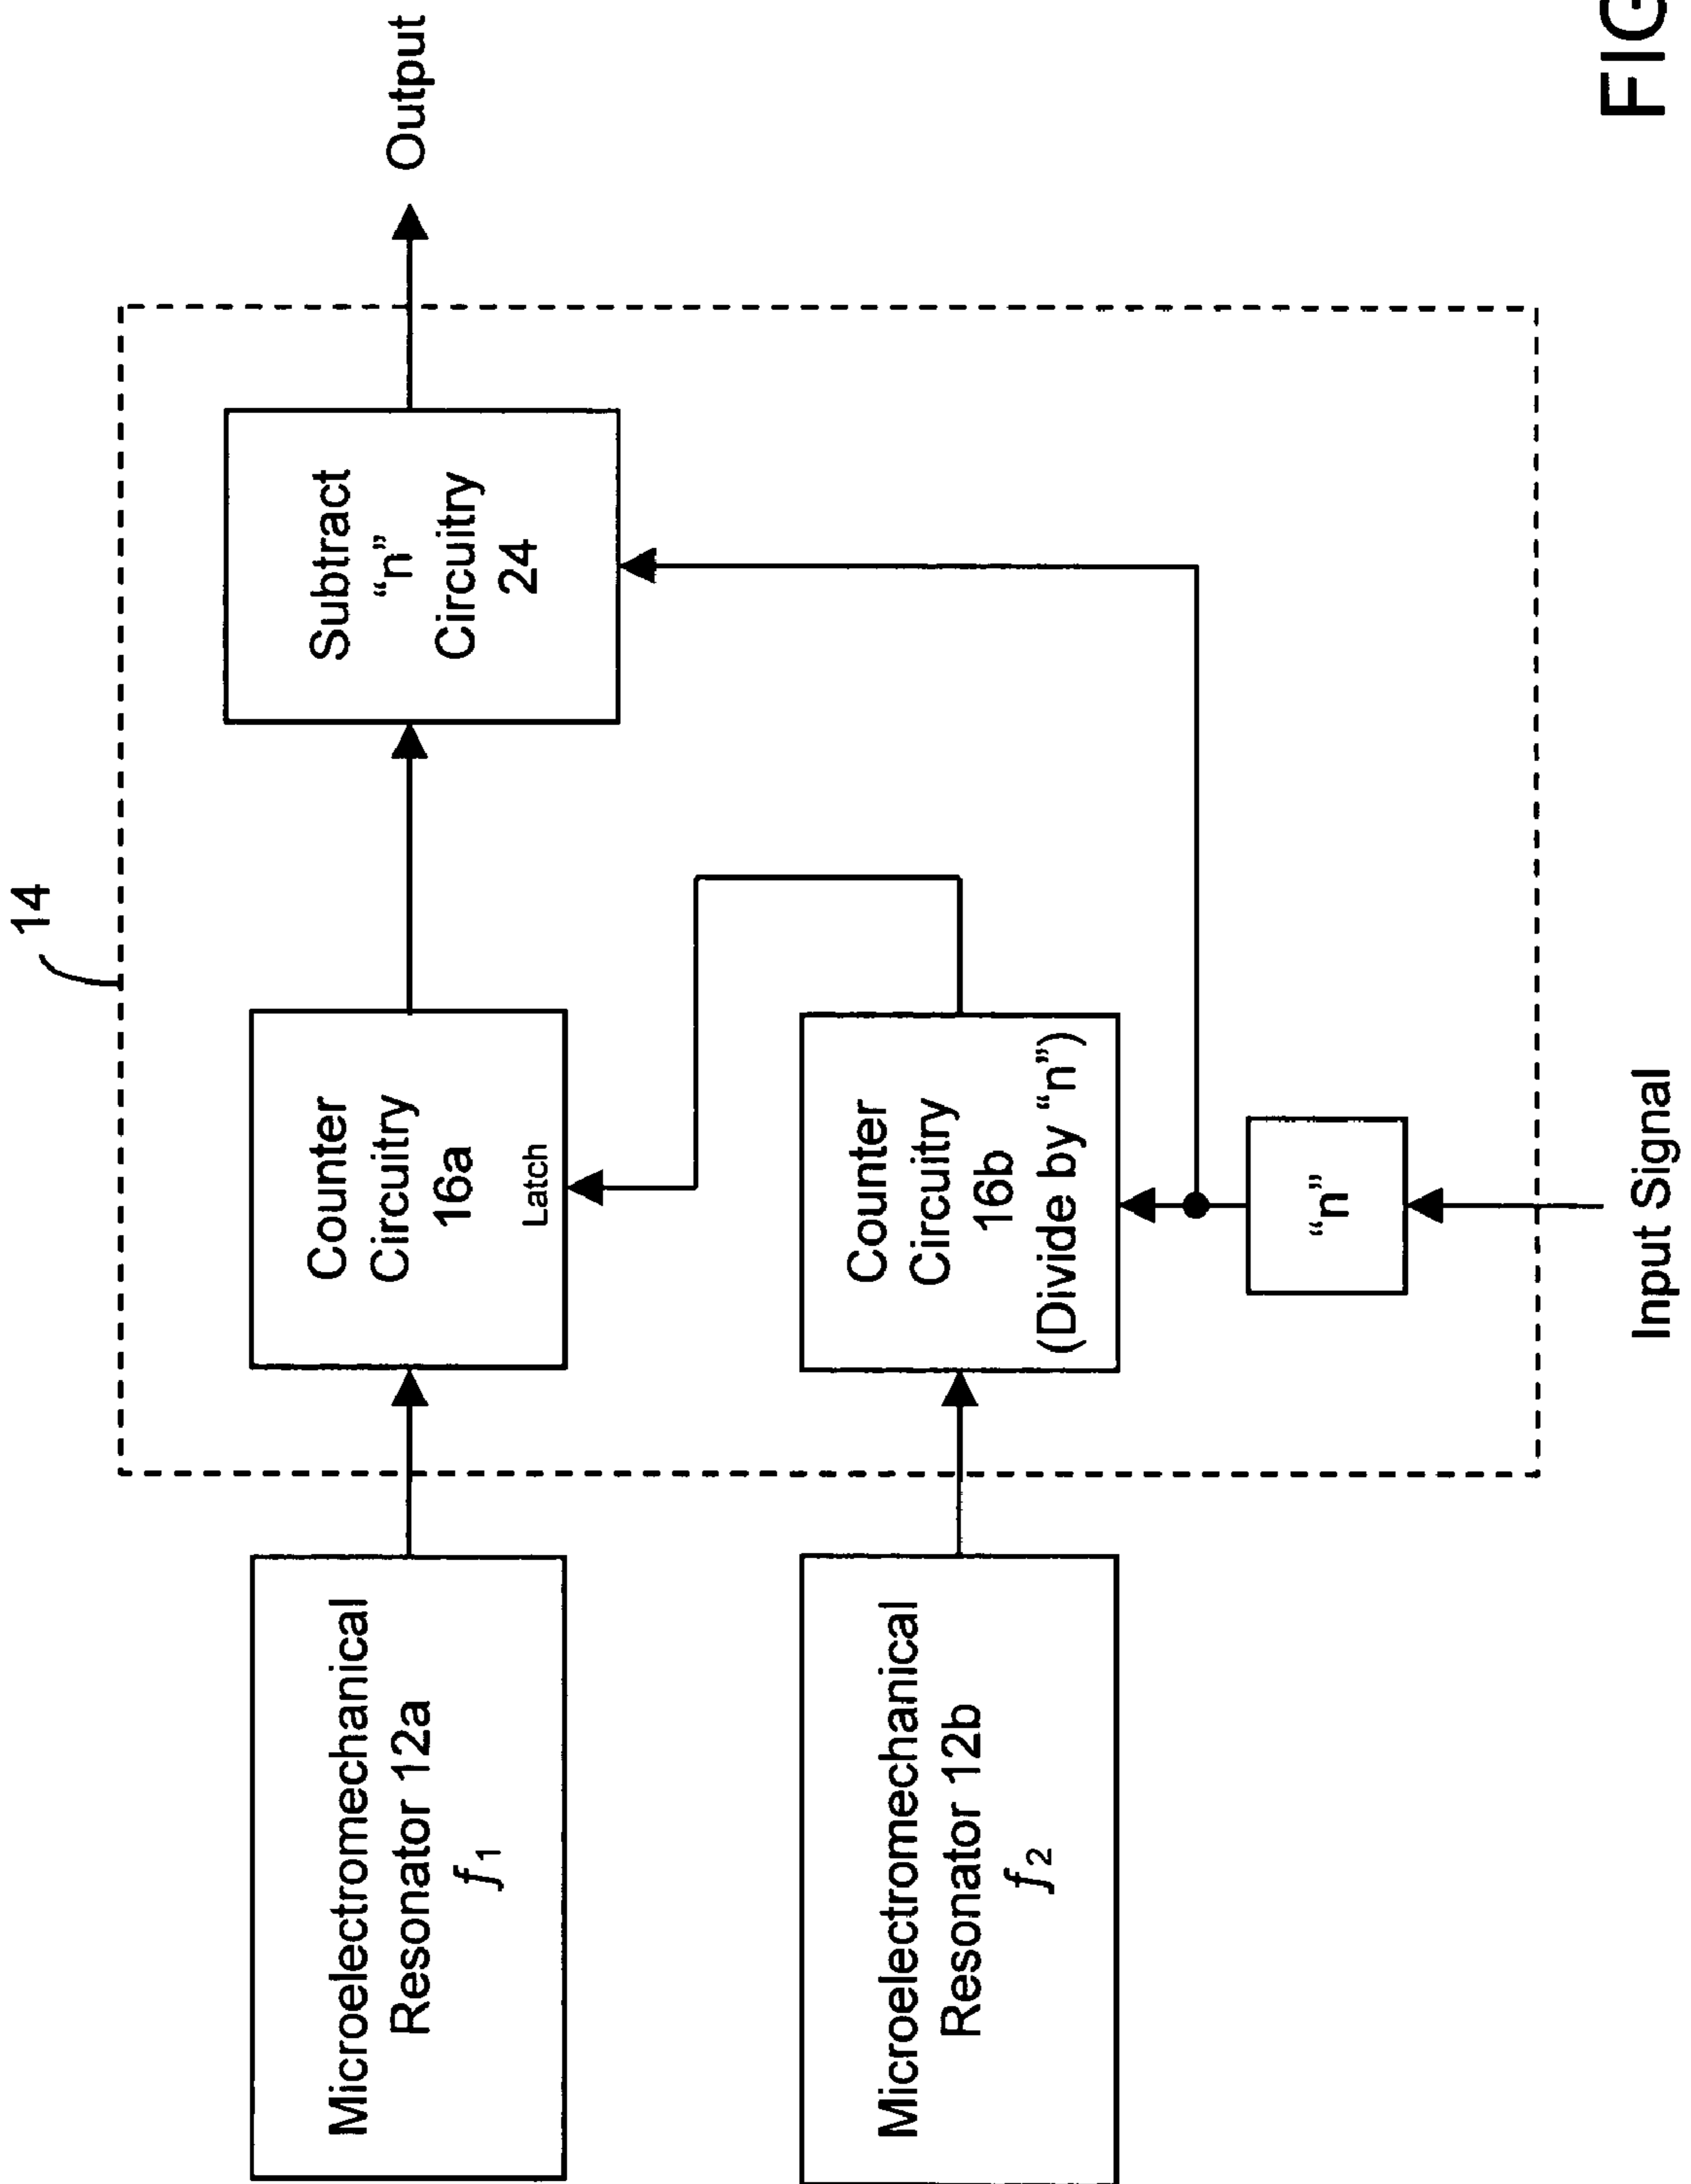 14
Microelectromechanical
Resonator 12a
f1
Counter
Circuitry
16a
Latch
Subtract
“n”
Circuitry
24
Output
Microelectromechanical
Resonator 12b
f2
Counter
Circuitry
16b
(Divide by “n”)
“n”
Input Signal
FIG